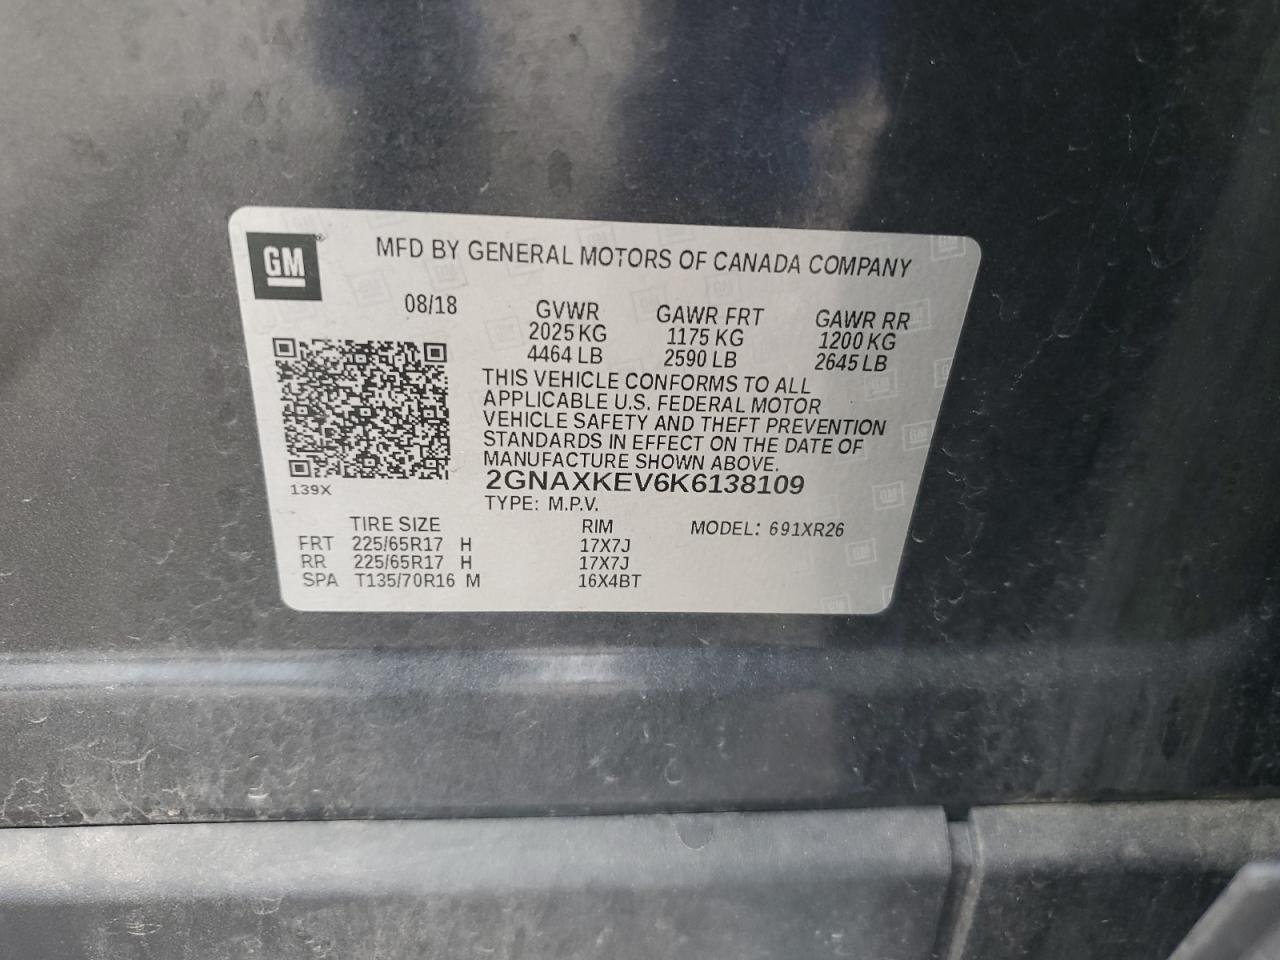 GM
MFD BY GENERAL MOTORS OF CANADA COMPANY
08/18
GVWR GAWR FRT GAWR RR
2025 KG 1175 KG 1200 KG
4464 LB 2590 LB 2645 LB
THIS VEHICLE CONFORMS TO ALL
APPLICABLE U.S. FEDERAL MOTOR
VEHICLE SAFETY AND THEFT PREVENTION
STANDARDS IN EFFECT ON THE DATE OF
MANUFACTURE SHOWN ABOVE.
139X
2GNAXKEV6K6138109
TYPE: M.P.V.
TIRE SIZE RIM MODEL: 691XR26
FRT 225/65R17 H 17X7J
RR 225/65R17 H 17X7J
SPA T135/70R16 M 16X4BT